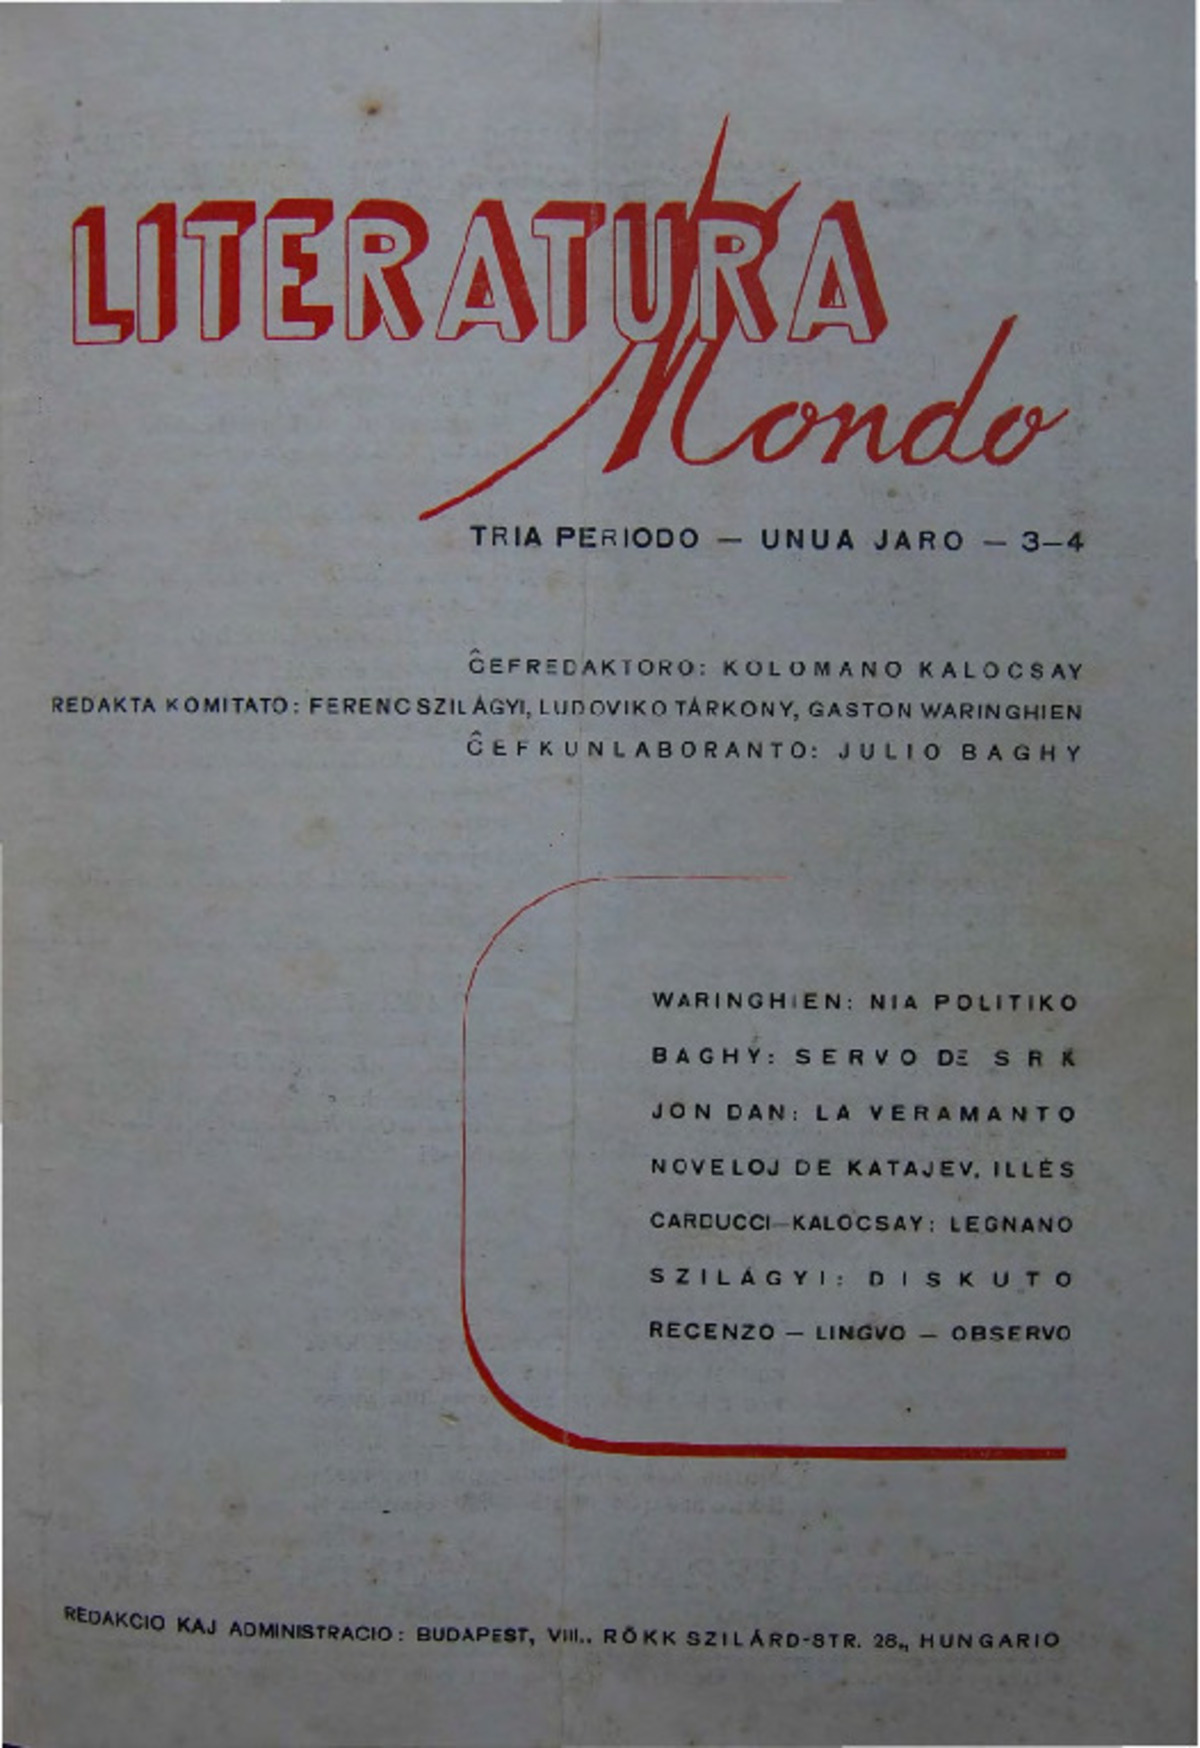 LITERATURA
Mondo
TRIA PERIODO — UNUA JARO — 3—4
ĈEFREDAKTORO: KOLOMANO KALOCSAY
REDAKTA KOMITATO: FERENC SZILÁGYI, LUDOVIKO TÁRKONY, GASTON WARINGHIEN
ĈEFKUNLABORANTO: JULIO BAGHY
WARINGHIEN: NIA POLITIKO
BAGHY: SERVO DE S R K
JON DAN: LA VERAMANTO
NOVELOJ DE KATAJEV, ILLÉS
CARDUCCI—KALOCSAY: LEGNANO
SZILÁGYI: DISKUTO
RECENZO — LINGVO — OBSERVO
REDAKCIO KAJ ADMINISTRACIO: BUDAPEST, VIII., RÖKK SZILÁRD-STR. 28., HUNGARIO